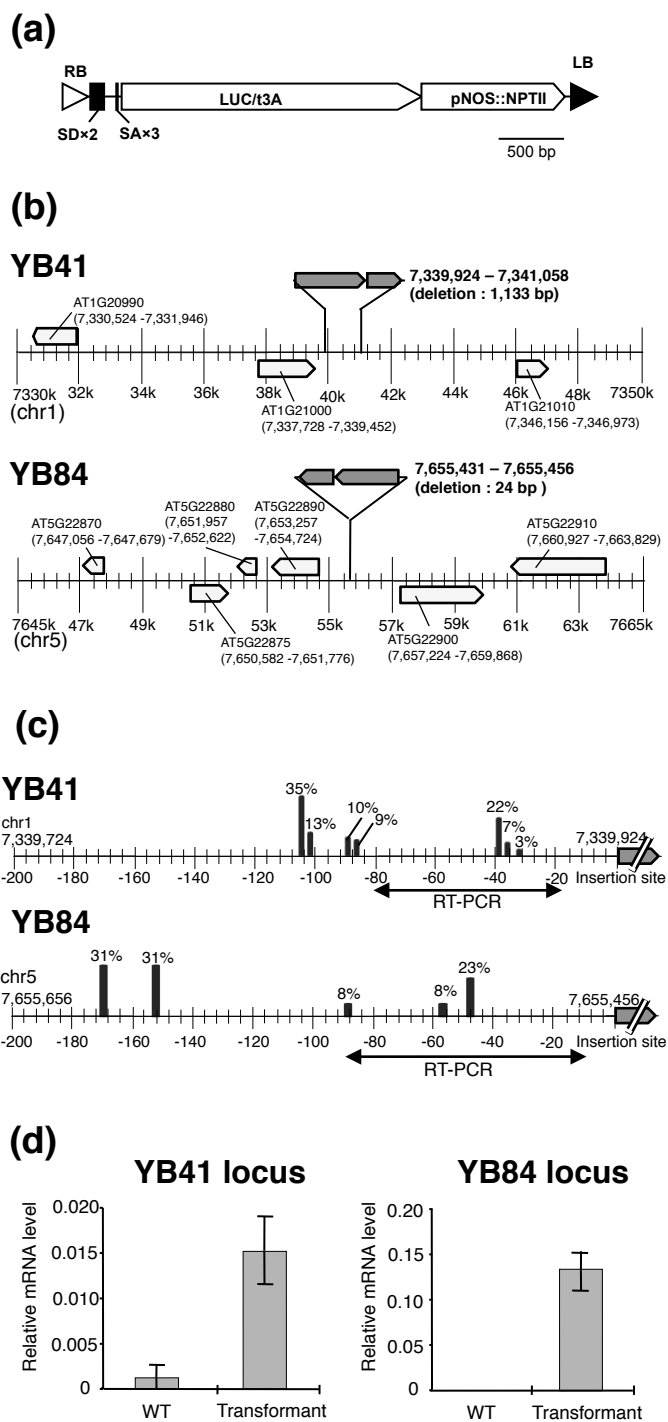 (a)
RB
LB
LUC/t3A
pNOS::NPTII
SD×2
SA×3
500 bp
(b)
YB41
7,339,924 – 7,341,058
(deletion : 1,133 bp)
AT1G20990
(7,330,524 -7,331,946)
7330k 32k 34k 36k 38k 40k 42k 44k 46k 48k 7350k
(chr1)
AT1G21000
(7,337,728 -7,339,452)
AT1G21010
(7,346,156 -7,346,973)
YB84
7,655,431 – 7,655,456
(deletion : 24 bp )
AT5G22870
(7,647,056 -7,647,679)
AT5G22880
(7,651,957
-7,652,622)
AT5G22890
(7,653,257
-7,654,724)
AT5G22910
(7,660,927 -7,663,829)
7645k 47k 49k 51k 53k 55k 57k 59k 61k 63k 7665k
(chr5)
AT5G22875
(7,650,582 -7,651,776)
AT5G22900
(7,657,224 -7,659,868)
(c)
YB41
35%
13%
10%
9%
22%
7%
3%
chr1
7,339,724
7,339,924
-200 -180 -160 -140 -120 -100 -80 -60 -40 -20 Insertion site
RT-PCR
YB84
31%
31%
8%
8%
23%
chr5
7,655,656
7,655,456
-200 -180 -160 -140 -120 -100 -80 -60 -40 -20 Insertion site
RT-PCR
(d)
YB41 locus
Relative mRNA level
0.020
0.015
0.010
0.005
0
WT Transformant
YB84 locus
Relative mRNA level
0.20
0.15
0.10
0.05
0
WT Transformant